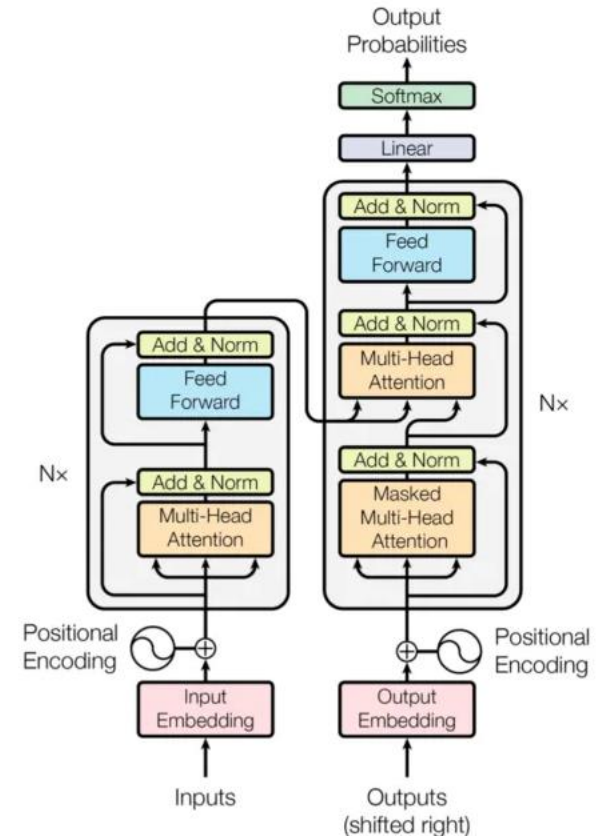 Output
Probabilities
Softmax
Linear
Add & Norm
Feed
Forward
Add & Norm
Multi-Head
Attention
Nx
Add & Norm
Masked
Multi-Head
Attention
Positional
Encoding
Output
Embedding
Outputs
(shifted right)
Add & Norm
Feed
Forward
Nx
Add & Norm
Multi-Head
Attention
Positional
Encoding
Input
Embedding
Inputs